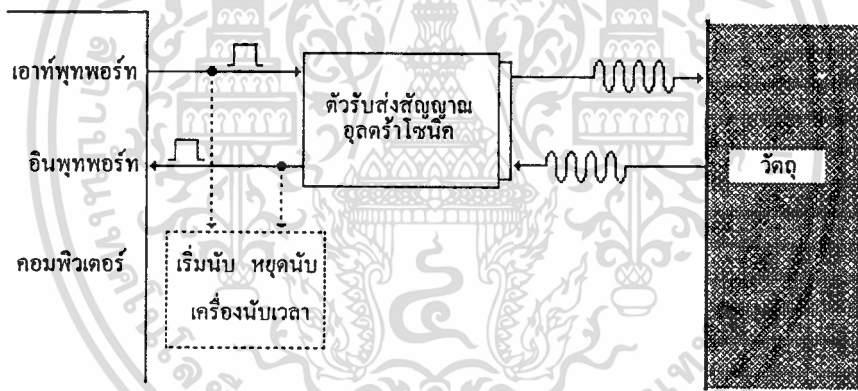 เอาท์พุทพอร์ท
ตัวรับส่งสัญญาณ
อุลตร้าโซนิค
อินพุทพอร์ท
วัตถุ
คอมพิวเตอร์
เริ่มนับ หยุดนับ
เครื่องนับเวลา